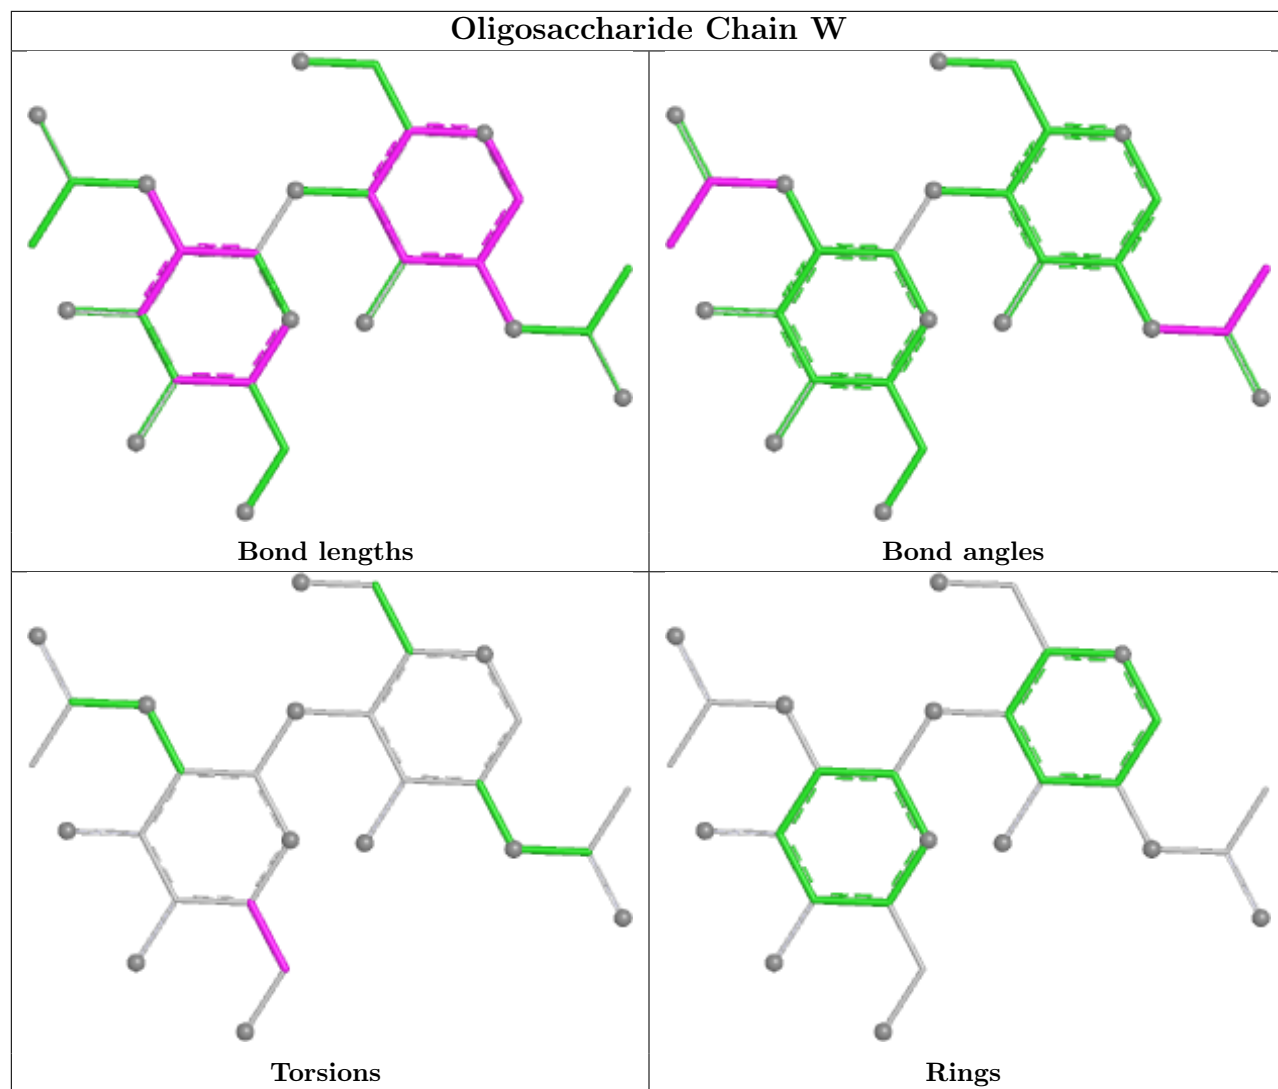 Oligosaccharide Chain W
Bond lengths
Bond angles
Torsions
Rings